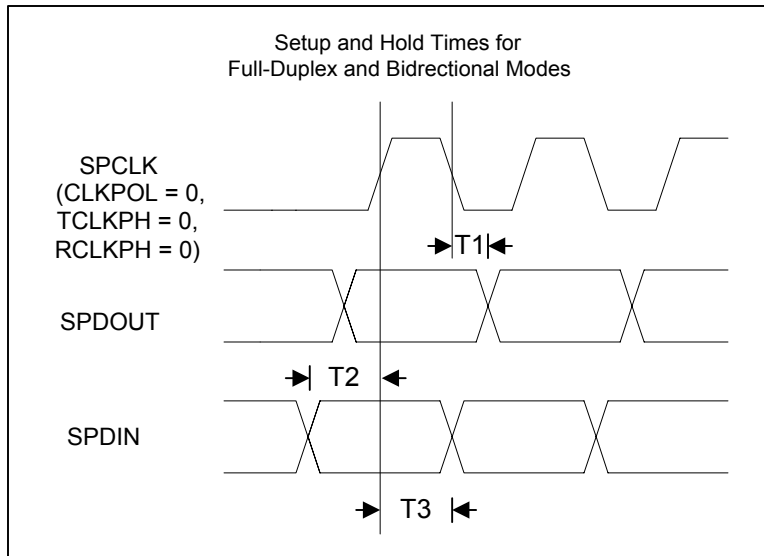 Setup and Hold Times for
Full-Duplex and Bidrectional Modes
SPCLK
(CLKPOL = 0,
TCLKPH = 0,
RCLKPH = 0)
T1
SPDOUT
T2
SPDIN
T3